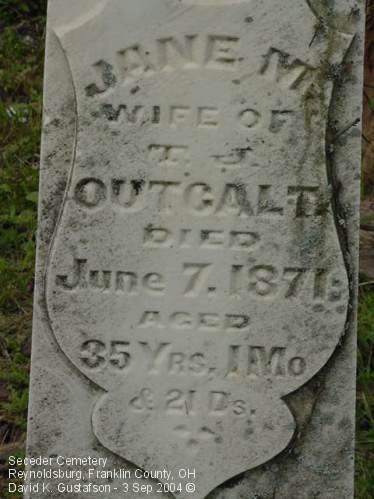 JANE M.
WIFE OF
T. J.
OUTCALT.
DIED
June 7, 1871:
AGED
35 YRS, 1 Mo
& 21 Ds.
Seceder Cemetery
Reynoldsburg, Franklin County, OH
David K. Gustafson - 3 Sep 2004 ©